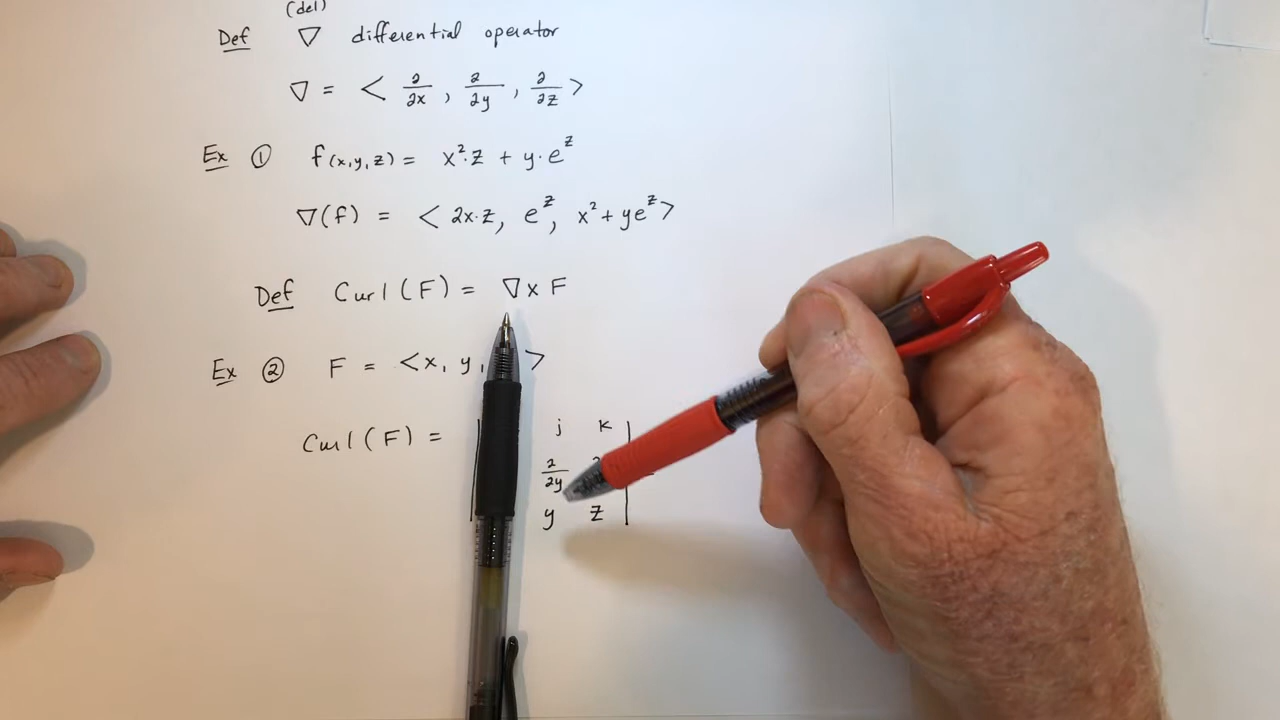 (del)
Def ∇ differential operator
∇ = < ∂/∂x , ∂/∂y , ∂/∂z >
Ex ① f(x,y,z) = x²·z + y·e^z
∇(f) = < 2x·z, e^z, x² + ye^z >
Def Curl (F) = ∇ x F
Ex ② F = <x, y, >
Curl (F) =
j k
∂/∂y
y z